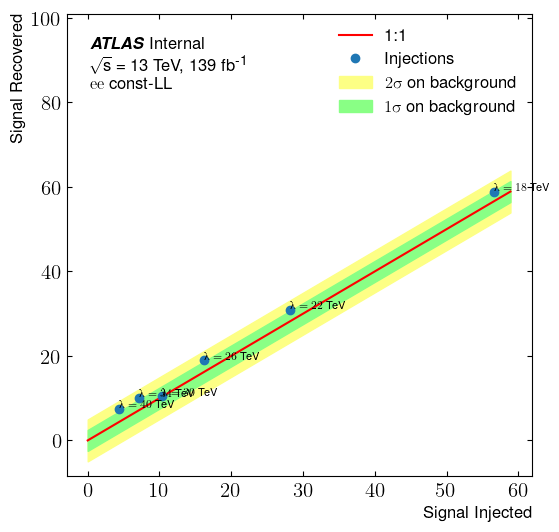 Signal Recovered
100
80
60
40
20
0
ATLAS Internal
√s = 13 TeV, 139 fb-1
ee const-LL
1:1
Injections
2σ on background
1σ on background
λ = 18 TeV
λ = 22 TeV
λ = 26 TeV
TeV
λ = 40 TeV
0 10 20 30 40 50 60
Signal Injected